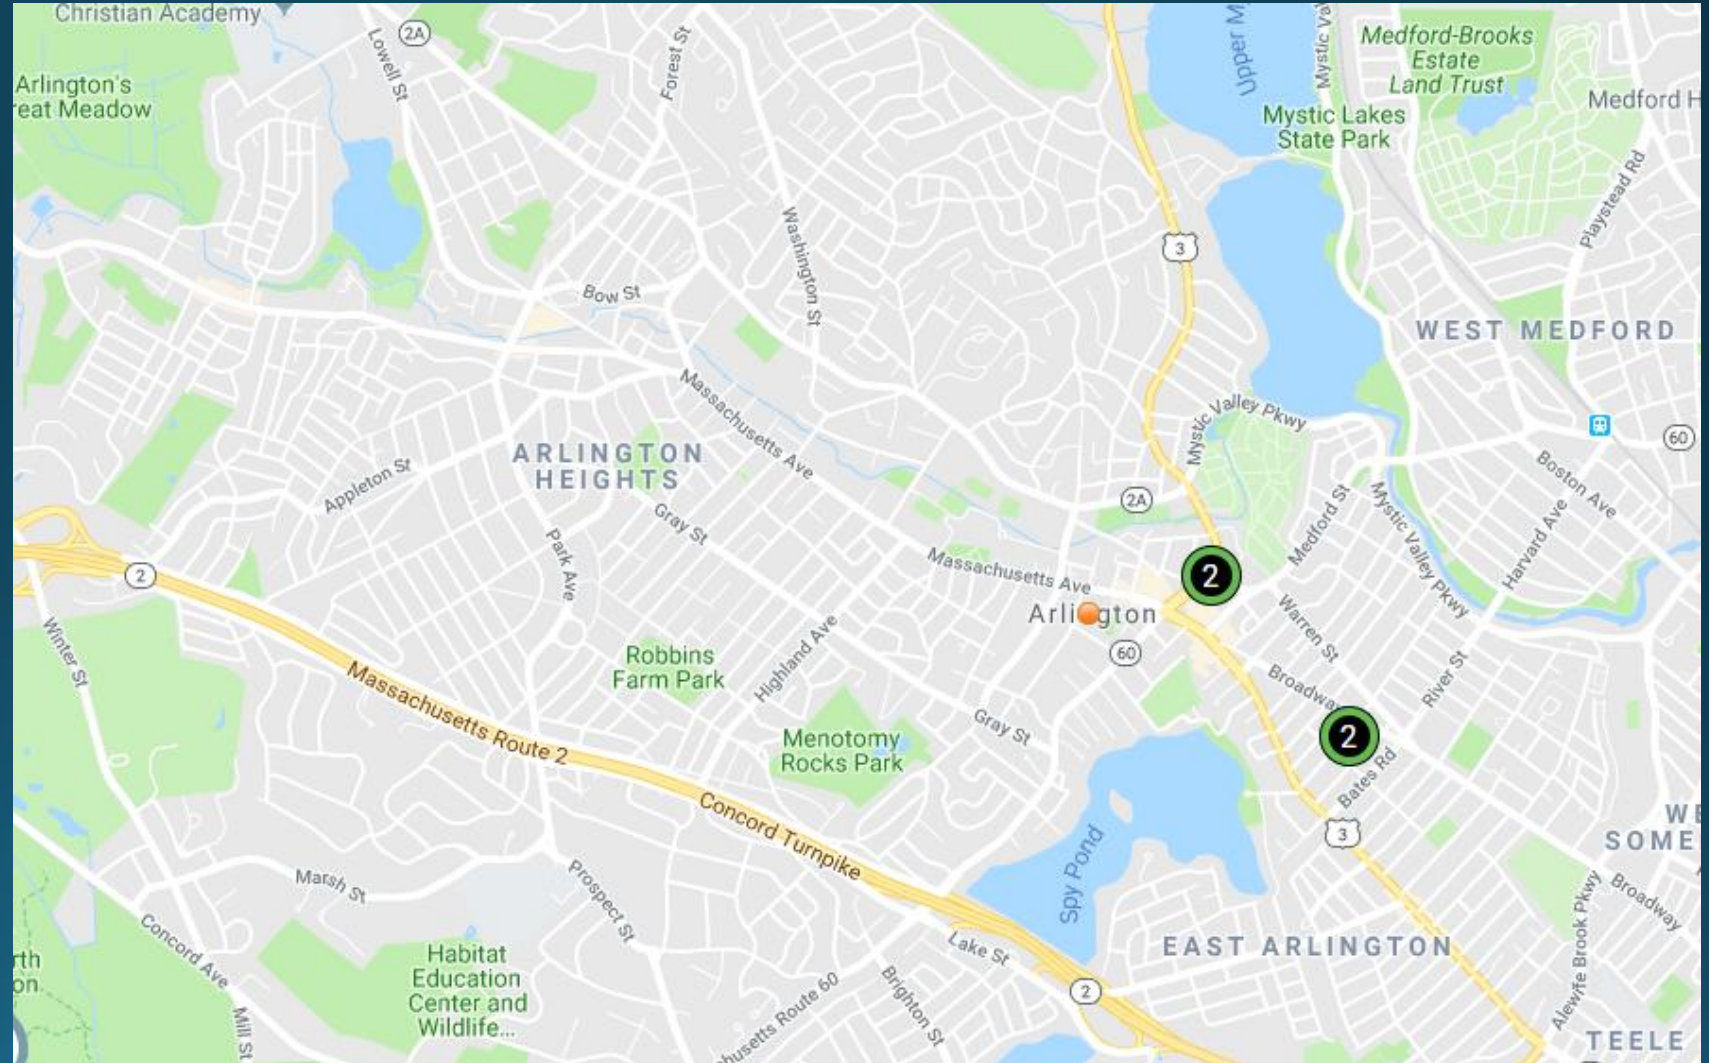 Christian Academy
2A
Lowell St
Forest St
Upper M
Mystic Va
Medford-Brooks
Estate
Land Trust
Medford H
Arlington's
reat Meadow
Mystic Lakes
State Park
Playstead Rd
Washington St
3
Bow St
WEST MEDFORD
Massachusetts Ave
Mystic Valley Pkwy
60
ARLINGTON
HEIGHTS
Appleton St
Boston Ave
2A
Gray St
Medford St
Mystic Valley Pkwy
Harvard Ave
Park Ave
2
Massachusetts Ave
2
Arli gton
Warren St
Winter St
60
Robbins
Farm Park
Highland Ave
Broadway
River St
Massachusetts Route 2
Gray St
2
Menotomy
Rocks Park
Bates Rd
Concord Turnpike
3
WE
SOME
Spy Pond
Marsh St
Prospect St
Broadway
Alewife Brook Pkwy
Concord Ave
Lake St
EAST ARLINGTON
rth
on
Habitat
Education
Center and
Wildlife...
husetts Route 60
Brighton St
2
Mill St
TEELE